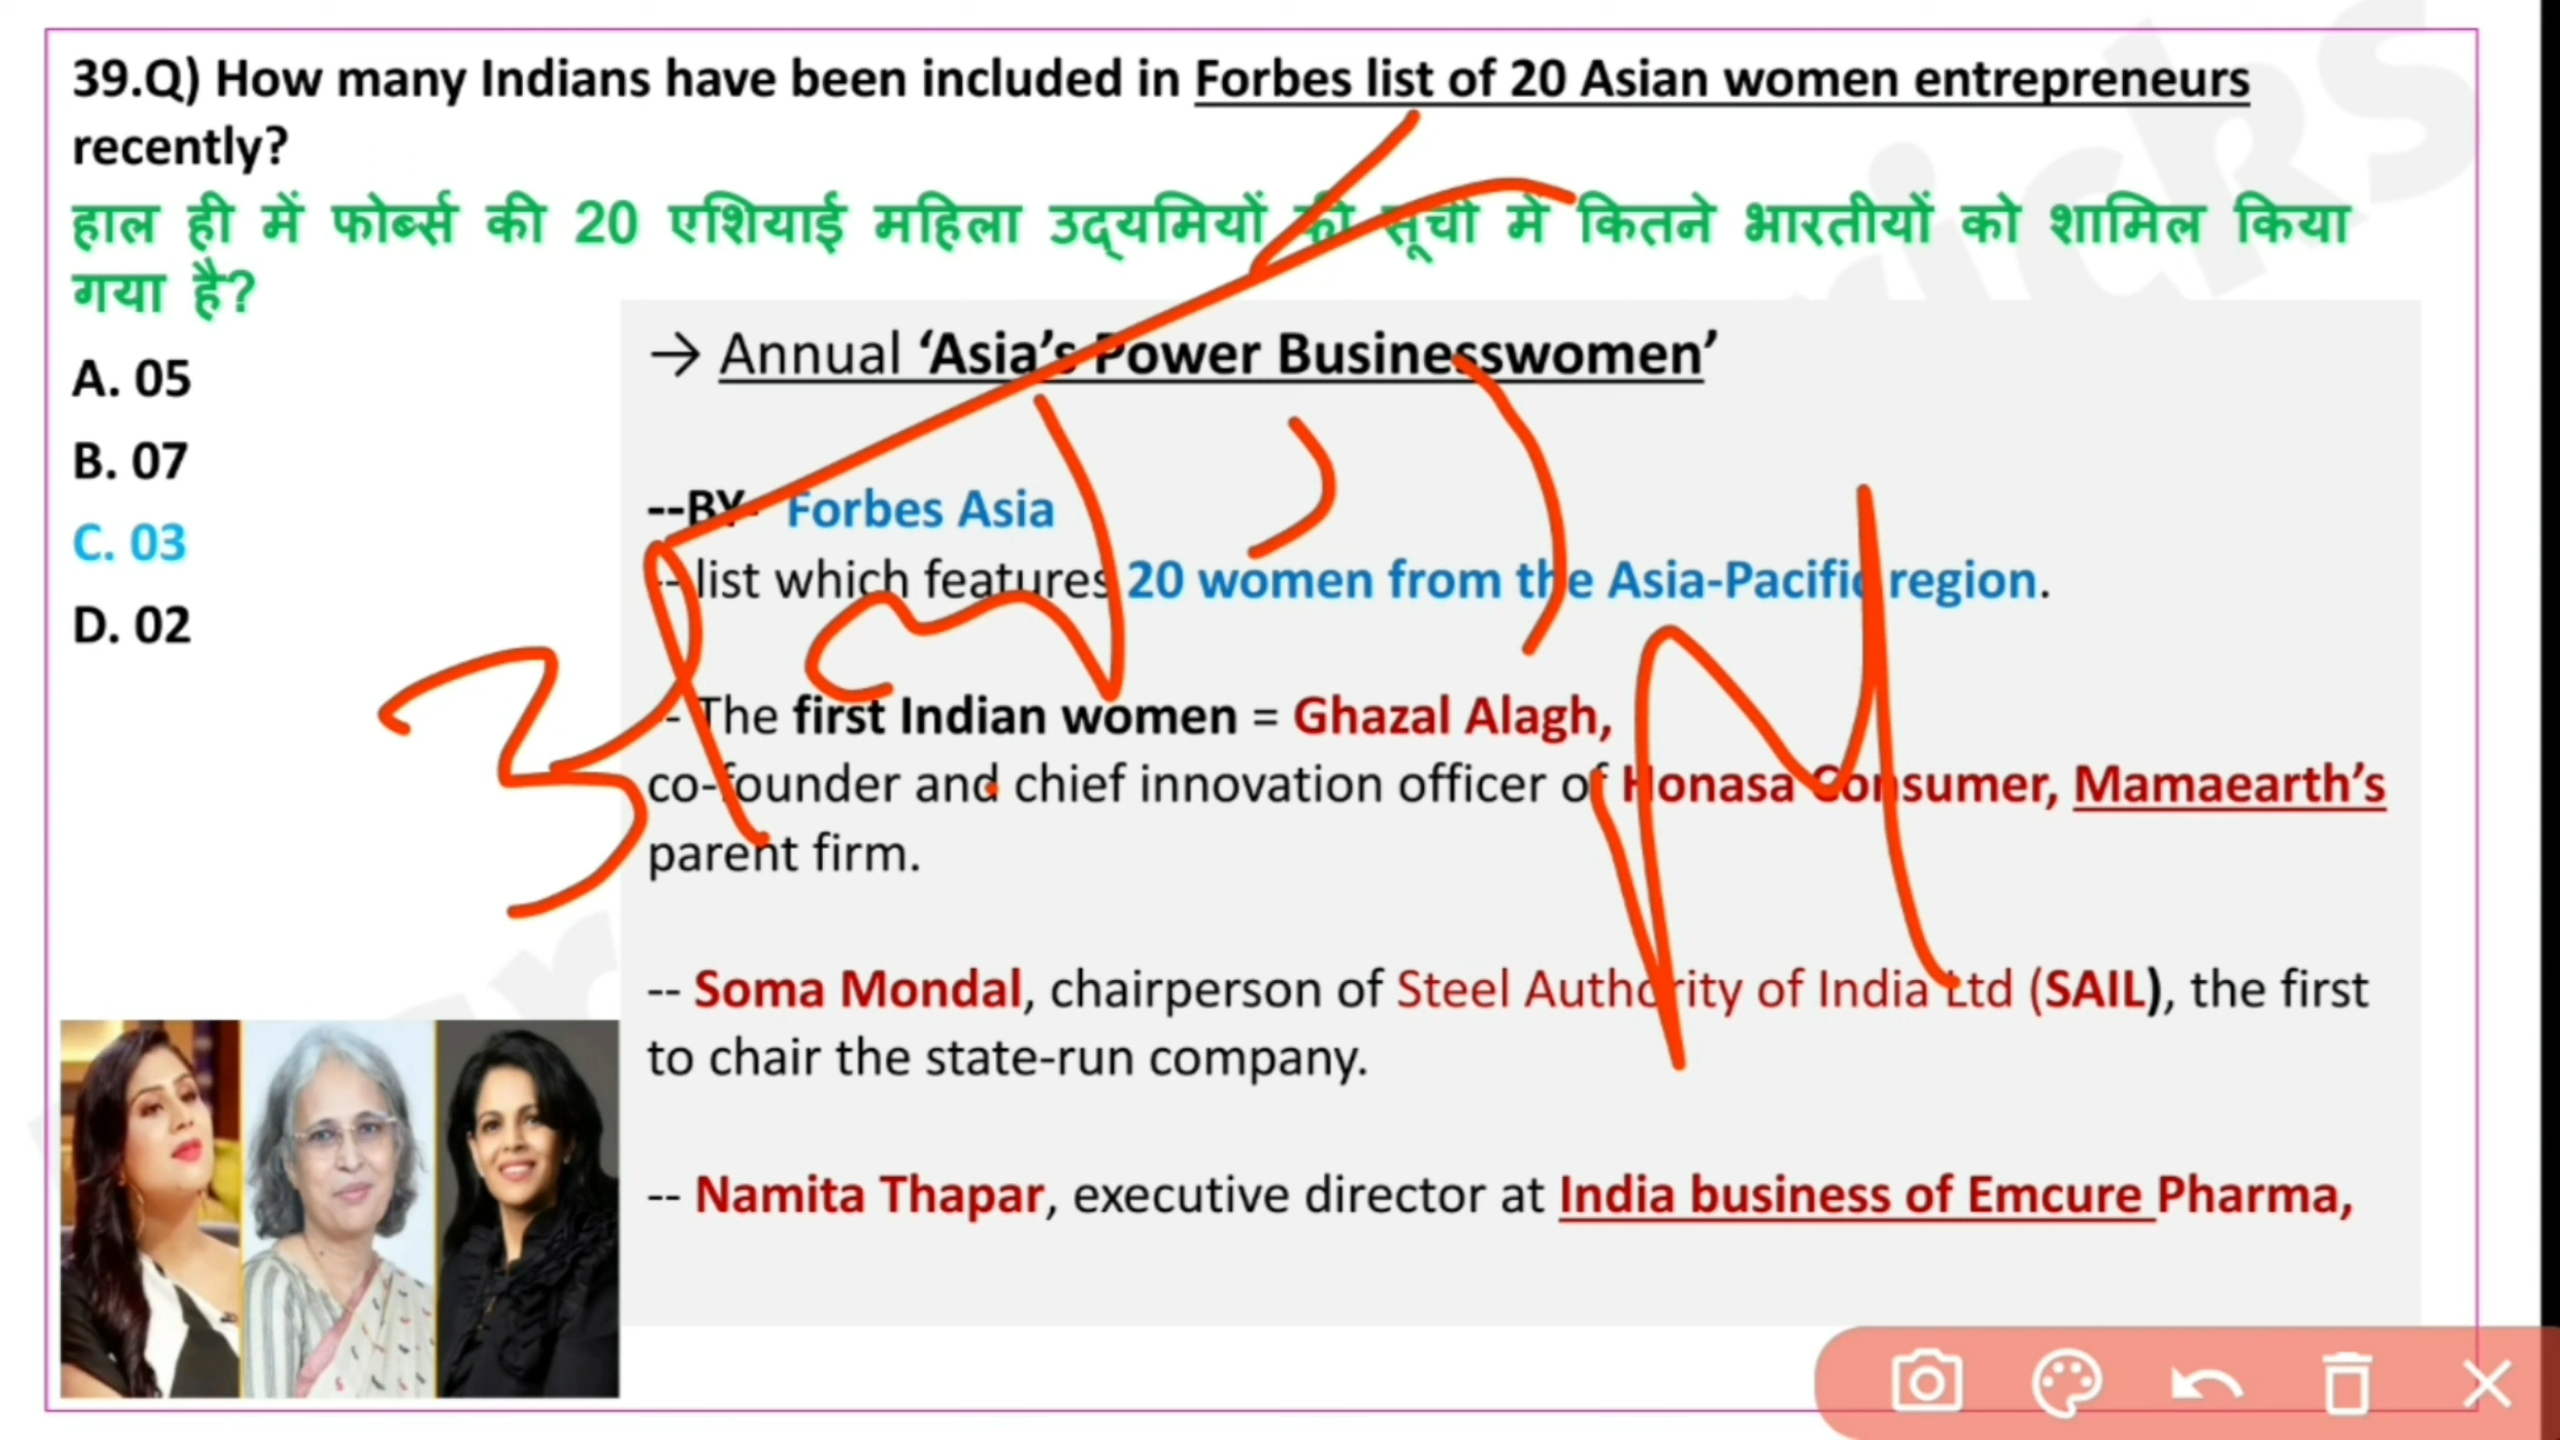 39.Q) How many Indians have been included in Forbes list of 20 Asian women entrepreneurs
recently?
हाल ही में फोर्ब्स की 20 एशियाई महिला उद्यमियों की सूची में कितने भारतीयों को शामिल किया
गया है?
A. 05
B. 07
C. 03
D. 02
→ Annual ‘Asia’s Power Businesswomen’
--BY- Forbes Asia
-- list which features 20 women from the Asia-Pacific region.
-- The first Indian women = Ghazal Alagh,
co-founder and chief innovation officer of Honasa Consumer, Mamaearth’s
parent firm.
-- Soma Mondal, chairperson of Steel Authority of India Ltd (SAIL), the first
to chair the state-run company.
-- Namita Thapar, executive director at India business of Emcure Pharma,